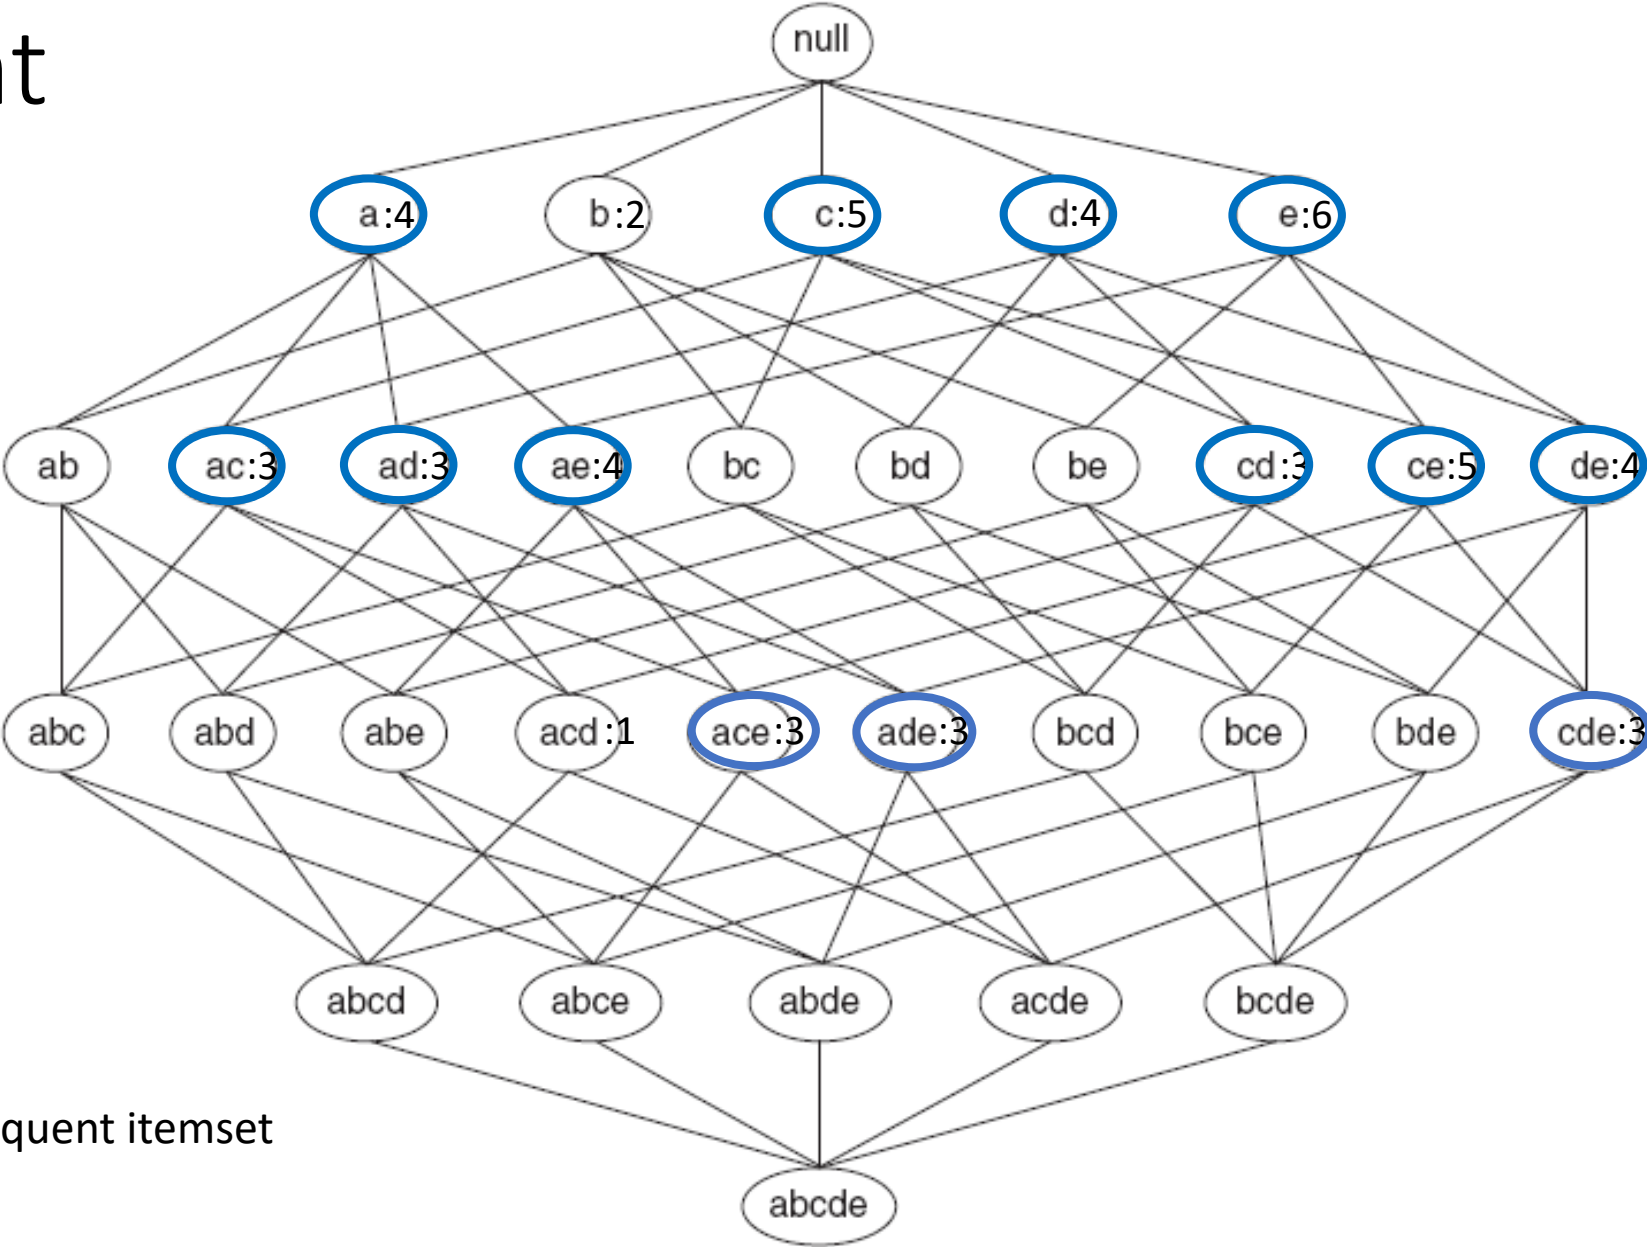 nt
null
a:4 b:2 c:5 d:4 e:6
ab ac:3 ad:3 ae:4 bc bd be cd:3 ce:5 de:4
abc abd abe acd:1 ace:3 ade:3 bcd bce bde cde:3
abcd abce abde acde bcde
quent itemset
abcde